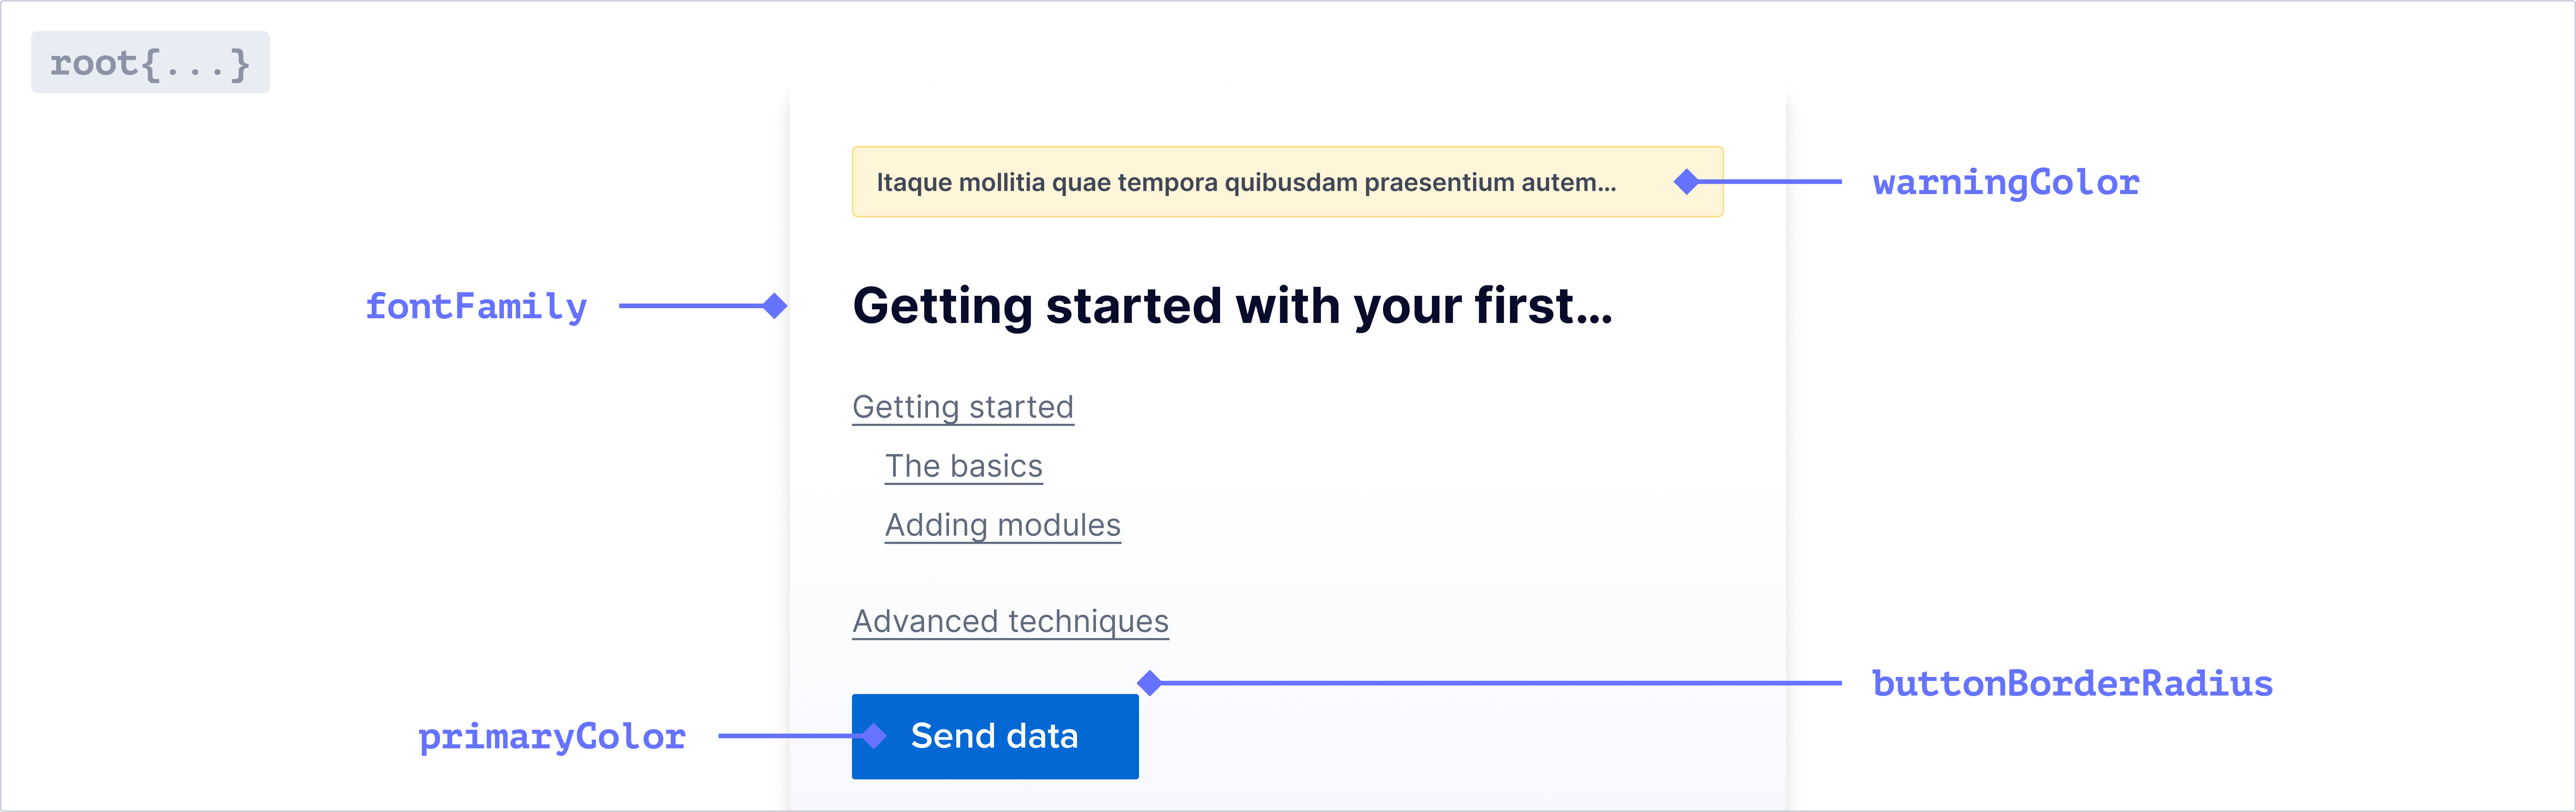 root{...}
Itaque mollitia quae tempora quibusdam praesentium autem...
warningColor
fontFamily
Getting started with your first...
Getting started
The basics
Adding modules
Advanced techniques
buttonBorderRadius
primaryColor
Send data